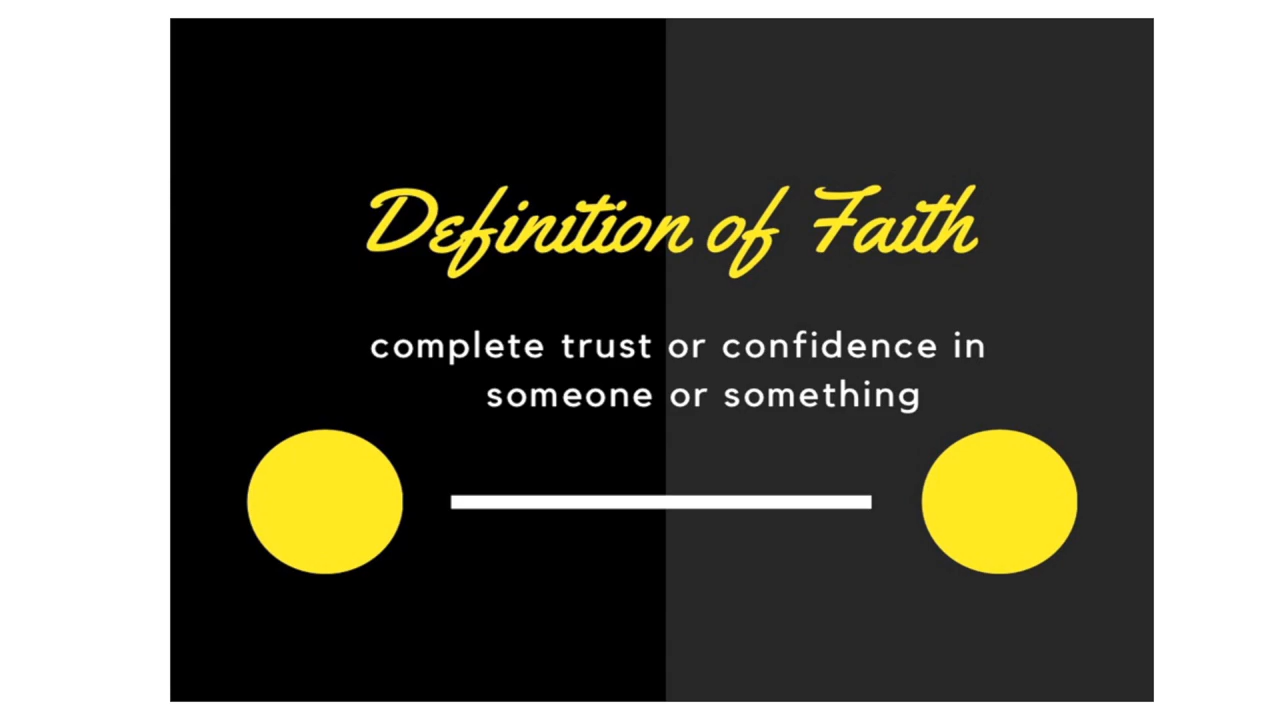 Definition of Faith
complete trust or confidence in
someone or something